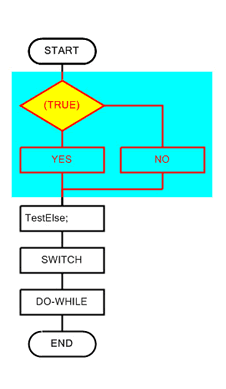 START
(TRUE)
YES
NO
TestElse;
SWITCH
DO-WHILE
END